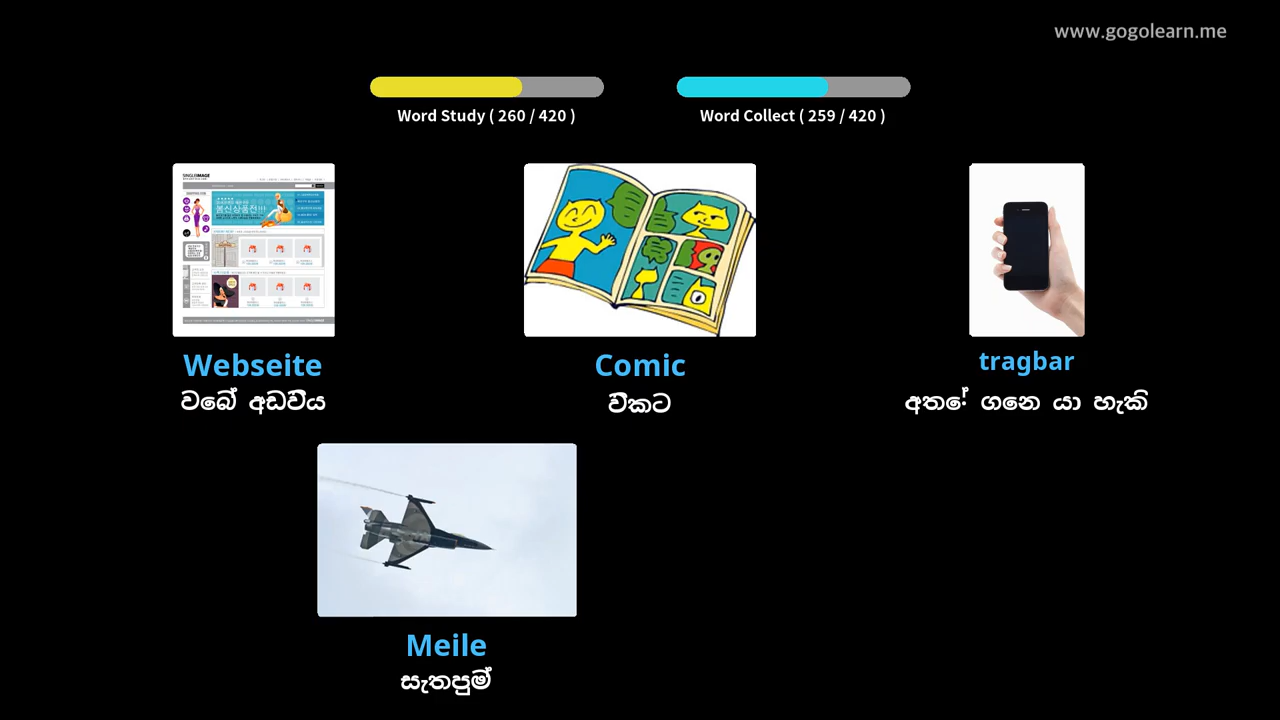 www.gogolearn.me
Word Study ( 260 / 420 )
Word Collect ( 259 / 420 )
Webseite
වෙබ් අඩවිය
Comic
විකට
tragbar
අතේ ගෙන යා හැකි
Meile
සැතපුම්